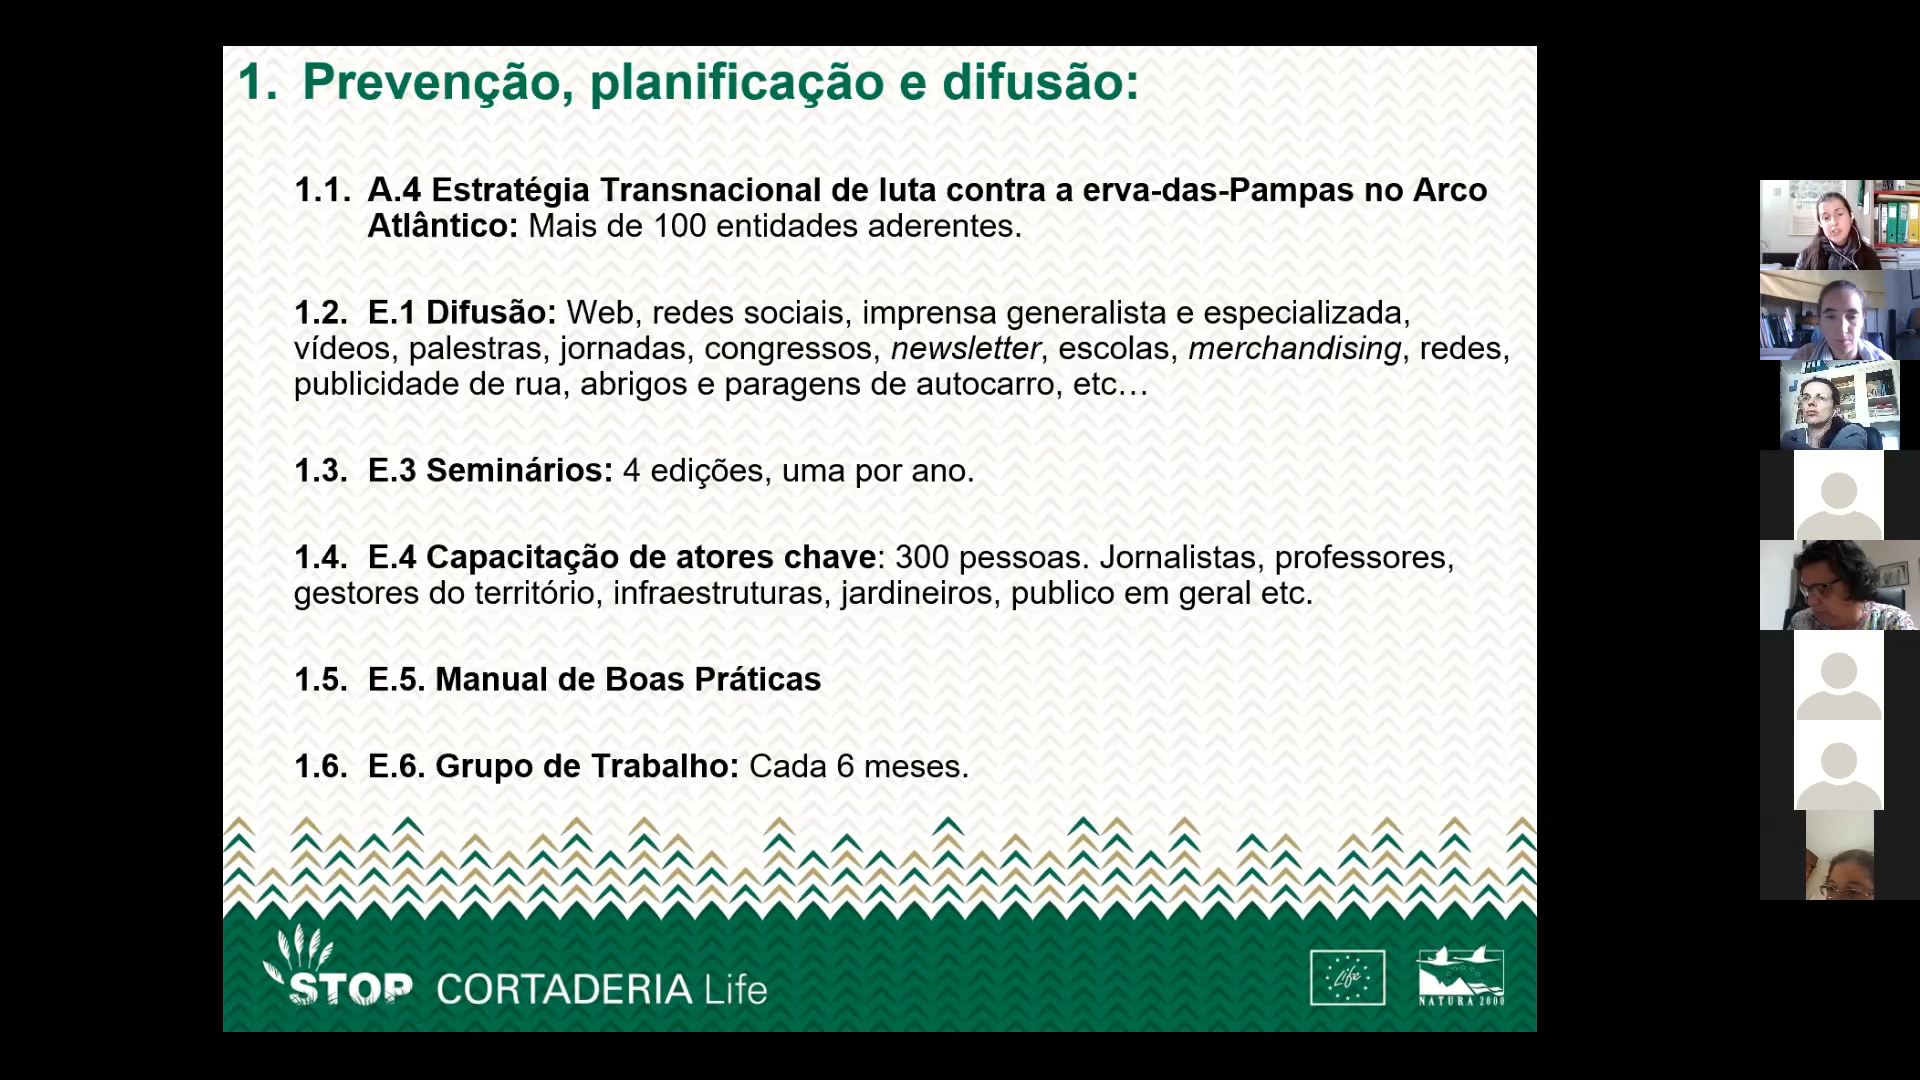 1. Prevenção, planificação e difusão:
1.1. A.4 Estratégia Transnacional de luta contra a erva-das-Pampas no Arco
Atlântico: Mais de 100 entidades aderentes.
1.2. E.1 Difusão: Web, redes sociais, imprensa generalista e especializada,
vídeos, palestras, jornadas, congressos, newsletter, escolas, merchandising, redes,
publicidade de rua, abrigos e paragens de autocarro, etc…
1.3. E.3 Seminários: 4 edições, uma por ano.
1.4. E.4 Capacitação de atores chave: 300 pessoas. Jornalistas, professores,
gestores do território, infraestruturas, jardineiros, publico em geral etc.
1.5. E.5. Manual de Boas Práticas
1.6. E.6. Grupo de Trabalho: Cada 6 meses.
STOP CORTADERIA Life
Life
NATURA 2000